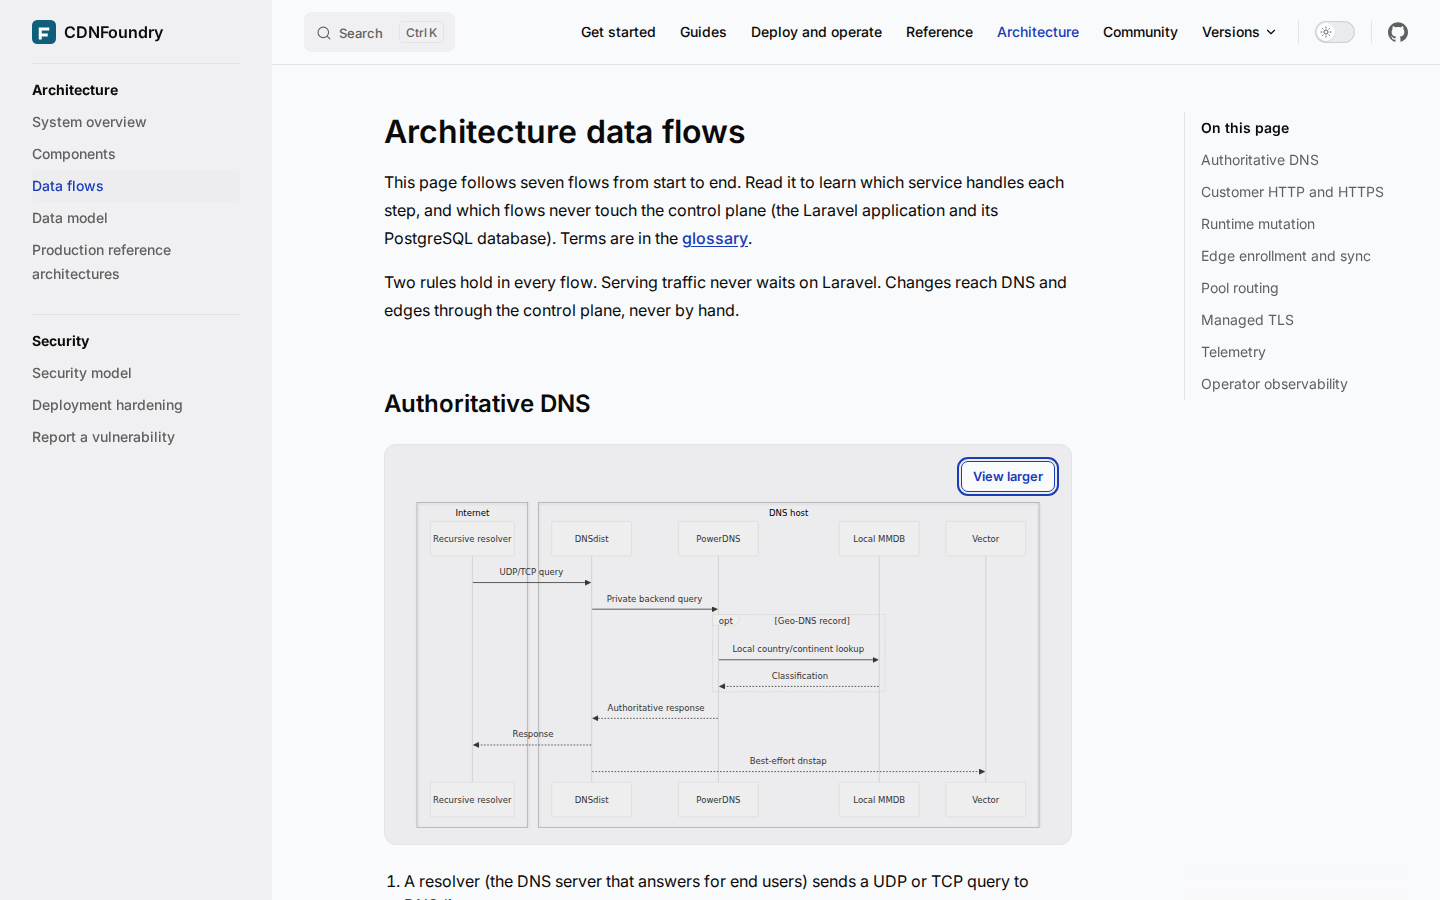 CDNFoundry
Search
Ctrl K
Get started
Guides
Deploy and operate
Reference
Architecture
Community
Versions
Architecture
System overview
Components
Data flows
Data model
Production reference
architectures
Security
Security model
Deployment hardening
Report a vulnerability
Architecture data flows
This page follows seven flows from start to end. Read it to learn which service handles each
step, and which flows never touch the control plane (the Laravel application and its
PostgreSQL database). Terms are in the glossary.
Two rules hold in every flow. Serving traffic never waits on Laravel. Changes reach DNS and
edges through the control plane, never by hand.
Authoritative DNS
View larger
Internet
DNS host
Recursive resolver
DNSdist
PowerDNS
Local MMDB
Vector
UDP/TCP query
Private backend query
opt
[Geo-DNS record]
Local country/continent lookup
Classification
Authoritative response
Response
Best-effort dnstap
Recursive resolver
DNSdist
PowerDNS
Local MMDB
Vector
1. A resolver (the DNS server that answers for end users) sends a UDP or TCP query to
On this page
Authoritative DNS
Customer HTTP and HTTPS
Runtime mutation
Edge enrollment and sync
Pool routing
Managed TLS
Telemetry
Operator observability